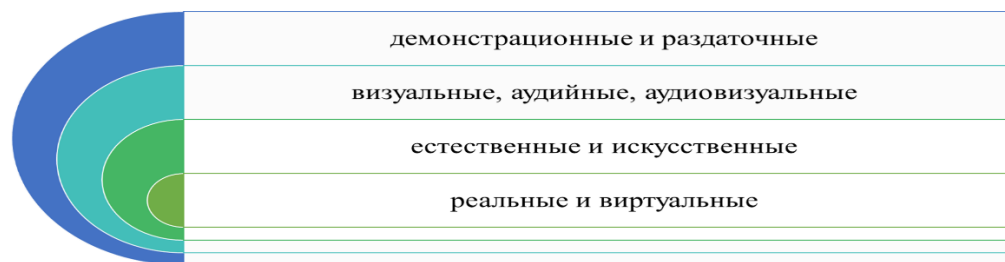 демонстрационные и раздаточные
визуальные, аудийные, аудиовизуальные
естественные и искусственные
реальные и виртуальные